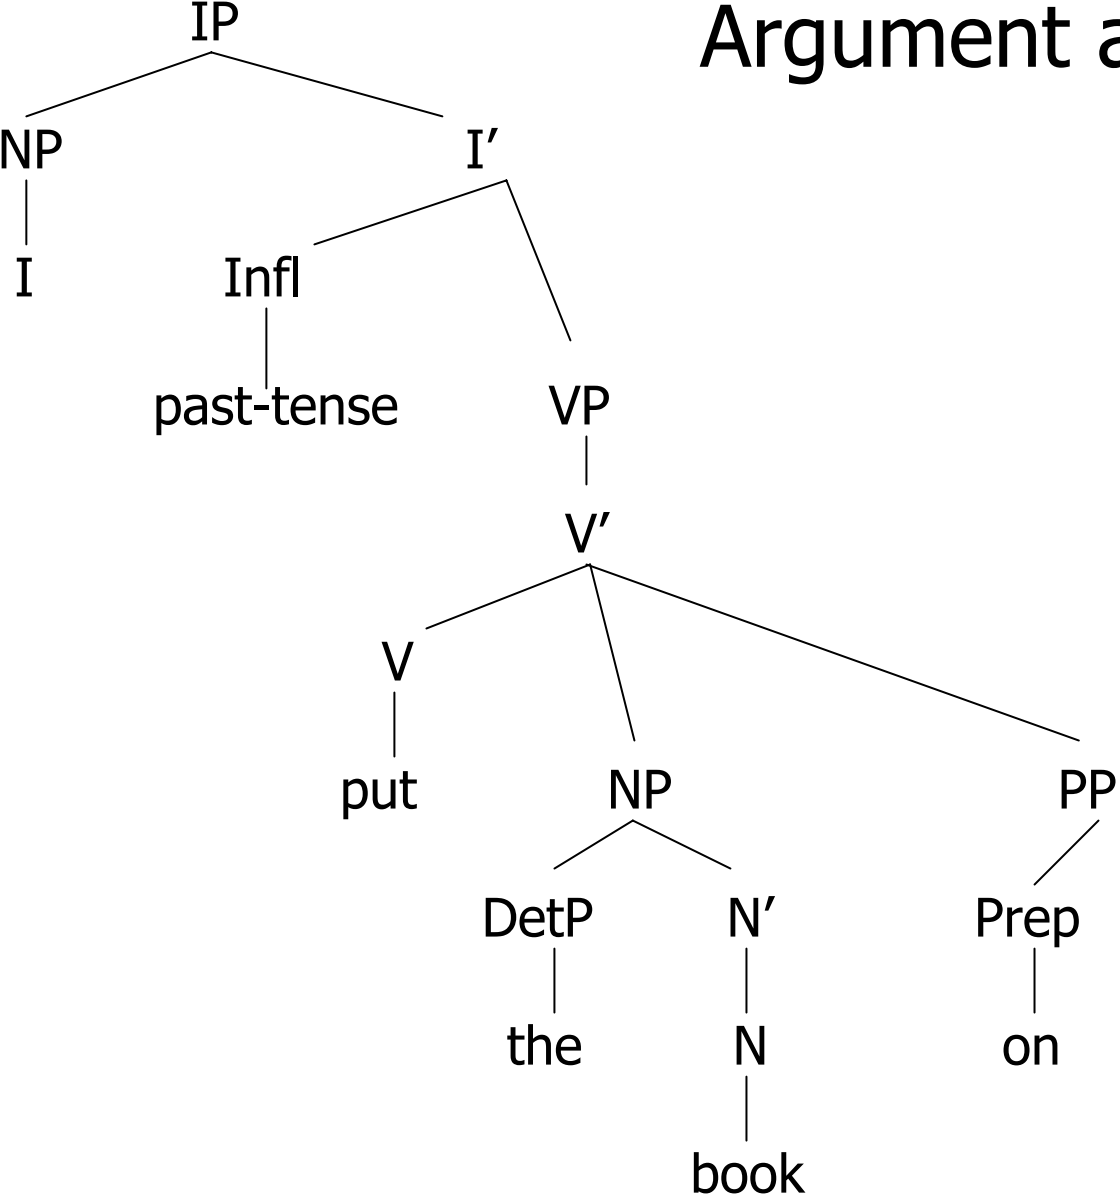 IP
Argument a
NP
I′
I
Infl
past-tense
VP
V′
V
put
NP
PP
DetP
N′
Prep
the
N
on
book